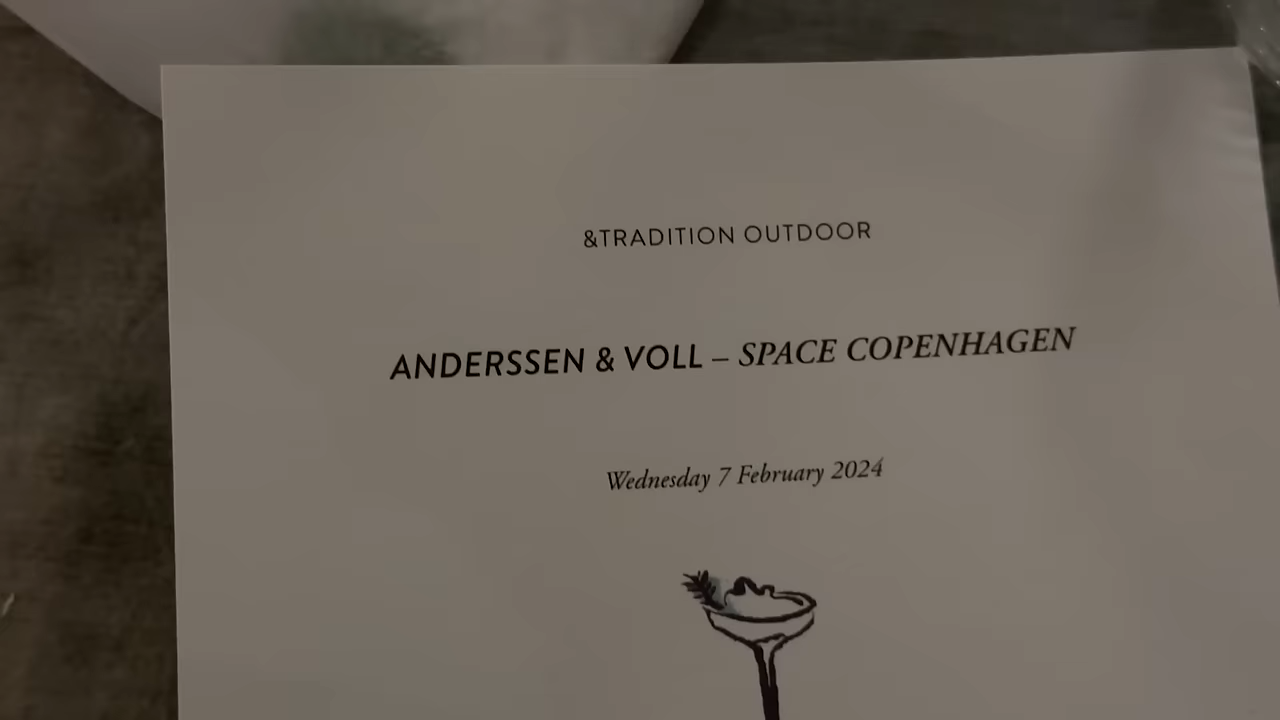 &TRADITION OUTDOOR
ANDERSSEN & VOLL – SPACE COPENHAGEN
Wednesday 7 February 2024